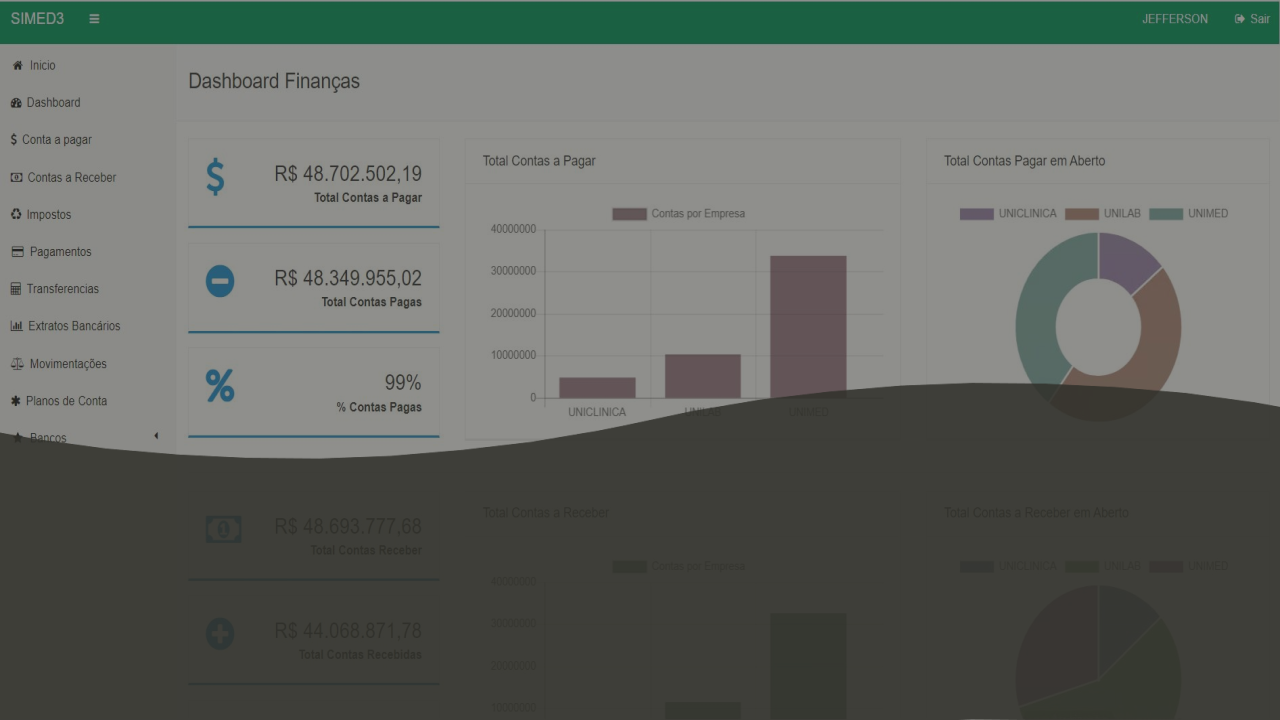 SIMED3
JEFFERSON
Sair
Inicio
Dashboard
Conta a pagar
Contas a Receber
Impostos
Pagamentos
Transferencias
Extratos Bancários
Movimentações
Planos de Conta
Bancos
Dashboard Finanças
R$ 48.702.502,19
Total Contas a Pagar
R$ 48.349.955,02
Total Contas Pagas
99%
% Contas Pagas
Total Contas a Pagar
Contas por Empresa
40000000
30000000
20000000
10000000
0
UNICLINICA UNILAB UNIMED
Total Contas Pagar em Aberto
UNICLINICA UNILAB UNIMED
R$ 48.693.777,68
Total Contas Receber
R$ 44.068.871,78
Total Contas Recebidas
Total Contas a Receber
Contas por Empresa
40000000
30000000
20000000
10000000
Total Contas a Receber em Aberto
UNICLINICA UNILAB UNIMED